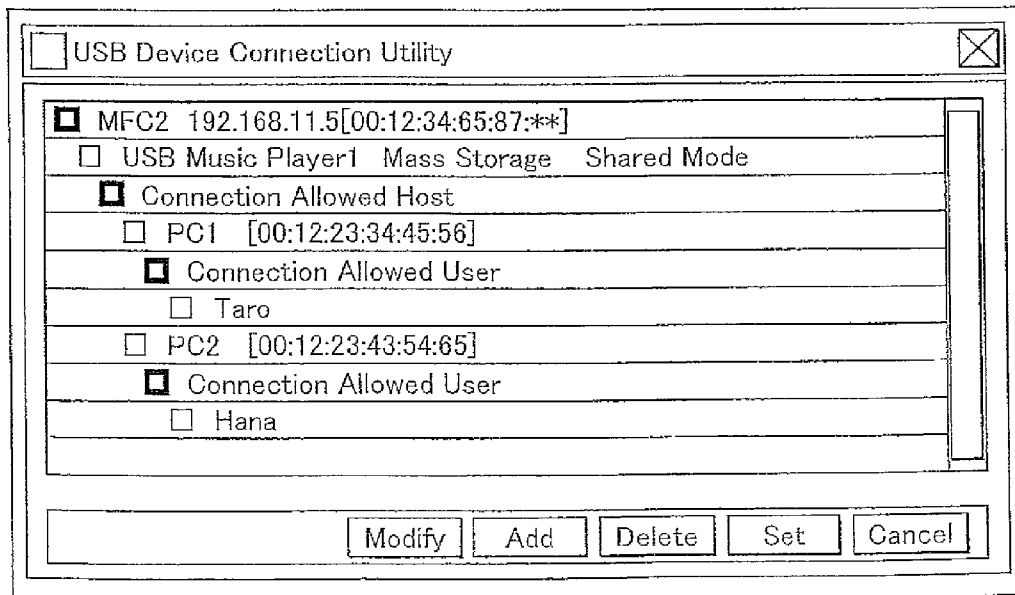 USB Device Connection Utility
MFC2 192.168.11.5[00:12:34:65:87:**]
USB Music Player1 Mass Storage Shared Mode
Connection Allowed Host
PC1 [00:12:23:34:45:56]
Connection Allowed User
Taro
PC2 [00:12:23:43:54:65]
Connection Allowed User
Hana
Modify Add Delete Set Cancel